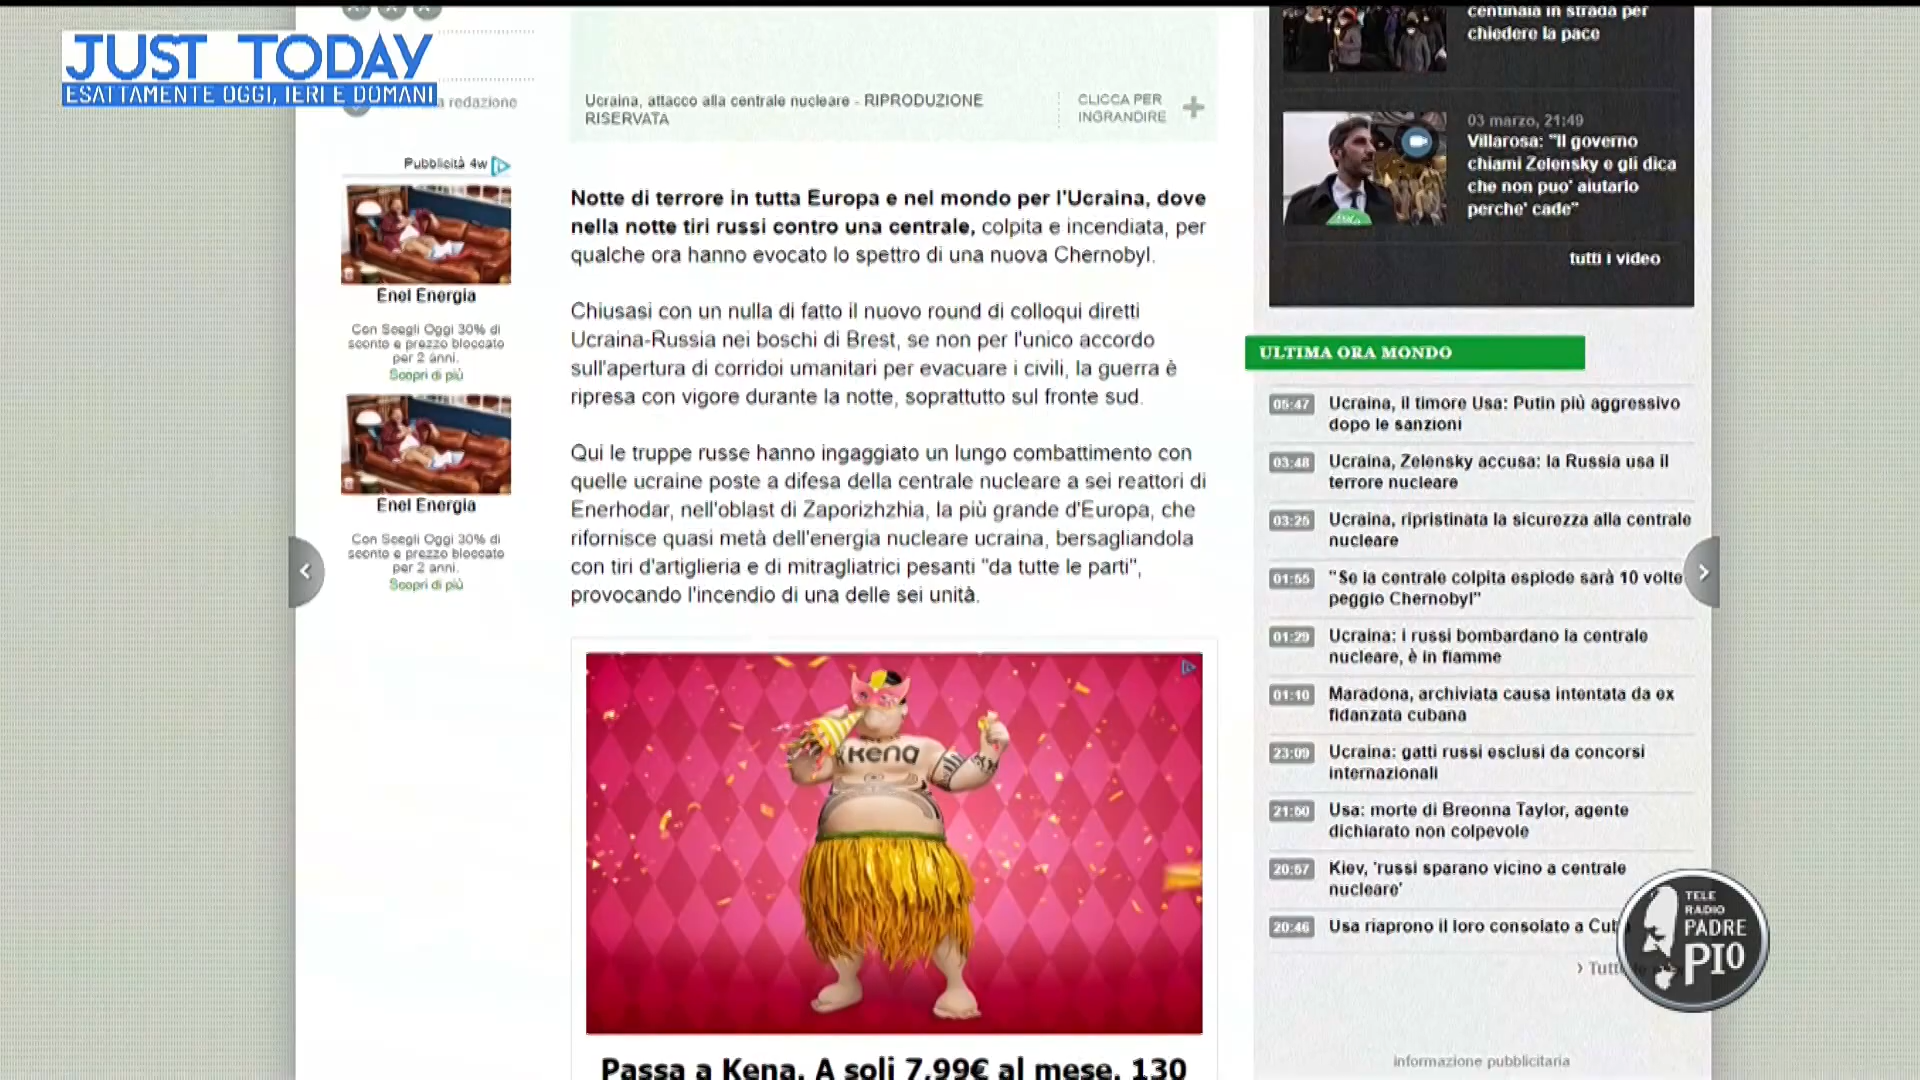 JUST TODAY
ESATTAMENTE OGGI, IERI E DOMANI
a redazione
Pubblicità 4w
Enel Energia
Con Scegli Oggi 30% di
sconto e prezzo bloccato
per 2 anni.
Scopri di più
Enel Energia
Con Scegli Oggi 30% di
sconto e prezzo bloccato
per 2 anni.
Scopri di più
Ucraina, attacco alla centrale nucleare - RIPRODUZIONE
RISERVATA
CLICCA PER
INGRANDIRE
Notte di terrore in tutta Europa e nel mondo per l'Ucraina, dove
nella notte tiri russi contro una centrale, colpita e incendiata, per
qualche ora hanno evocato lo spettro di una nuova Chernobyl.
Chiusasi con un nulla di fatto il nuovo round di colloqui diretti
Ucraina-Russia nei boschi di Brest, se non per l'unico accordo
sull'apertura di corridoi umanitari per evacuare i civili, la guerra è
ripresa con vigore durante la notte, soprattutto sul fronte sud.
Qui le truppe russe hanno ingaggiato un lungo combattimento con
quelle ucraine poste a difesa della centrale nucleare a sei reattori di
Enerhodar, nell'oblast di Zaporizhzhia, la più grande d'Europa, che
rifornisce quasi metà dell'energia nucleare ucraina, bersagliandola
con tiri d'artiglieria e di mitragliatrici pesanti "da tutte le parti",
provocando l'incendio di una delle sei unità.
Kena
Passa a Kena. A soli 7,99€ al mese, 130
centinaia in strada per
chiedere la pace
03 marzo, 21:49
Villarosa: "Il governo
chiami Zelensky e gli dica
che non puo' aiutarlo
perche' cade"
tutti i video
ULTIMA ORA MONDO
05:47 Ucraina, il timore Usa: Putin più aggressivo
dopo le sanzioni
03:48 Ucraina, Zelensky accusa: la Russia usa il
terrore nucleare
03:25 Ucraina, ripristinata la sicurezza alla centrale
nucleare
01:55 "Se la centrale colpita esplode sarà 10 volte
peggio Chernobyl"
01:29 Ucraina: i russi bombardano la centrale
nucleare, è in fiamme
01:10 Maradona, archiviata causa intentata da ex
fidanzata cubana
23:09 Ucraina: gatti russi esclusi da concorsi
internazionali
21:50 Usa: morte di Breonna Taylor, agente
dichiarato non colpevole
20:57 Kiev, 'russi sparano vicino a centrale
nucleare'
20:46 Usa riaprono il loro consolato a Cu
› Tutt
TELE
RADIO
PADRE
PIO
informazione pubblicitaria